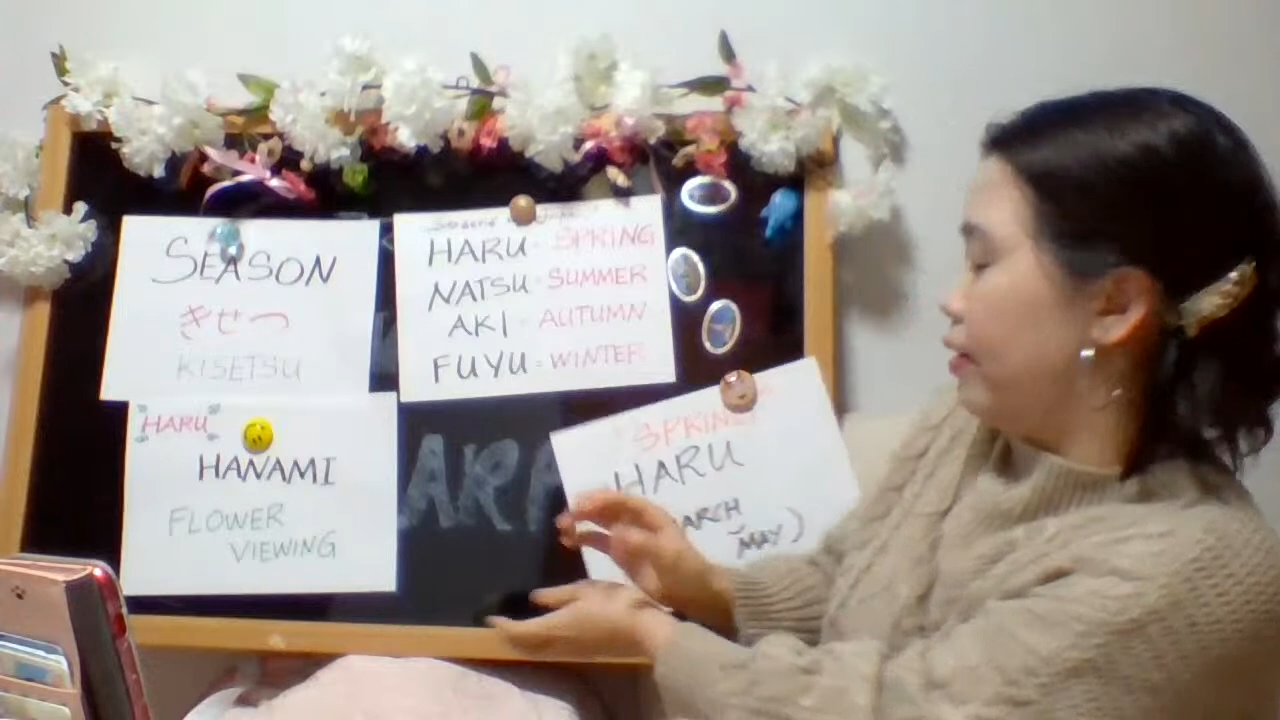 SEASON
きせつ
KISETSU
HARU - SPRING
NATSU - SUMMER
AKI - AUTUMN
FUYU = WINTER
HARU
HANAMI
FLOWER
VIEWING
SPRING
HARU
MAY)